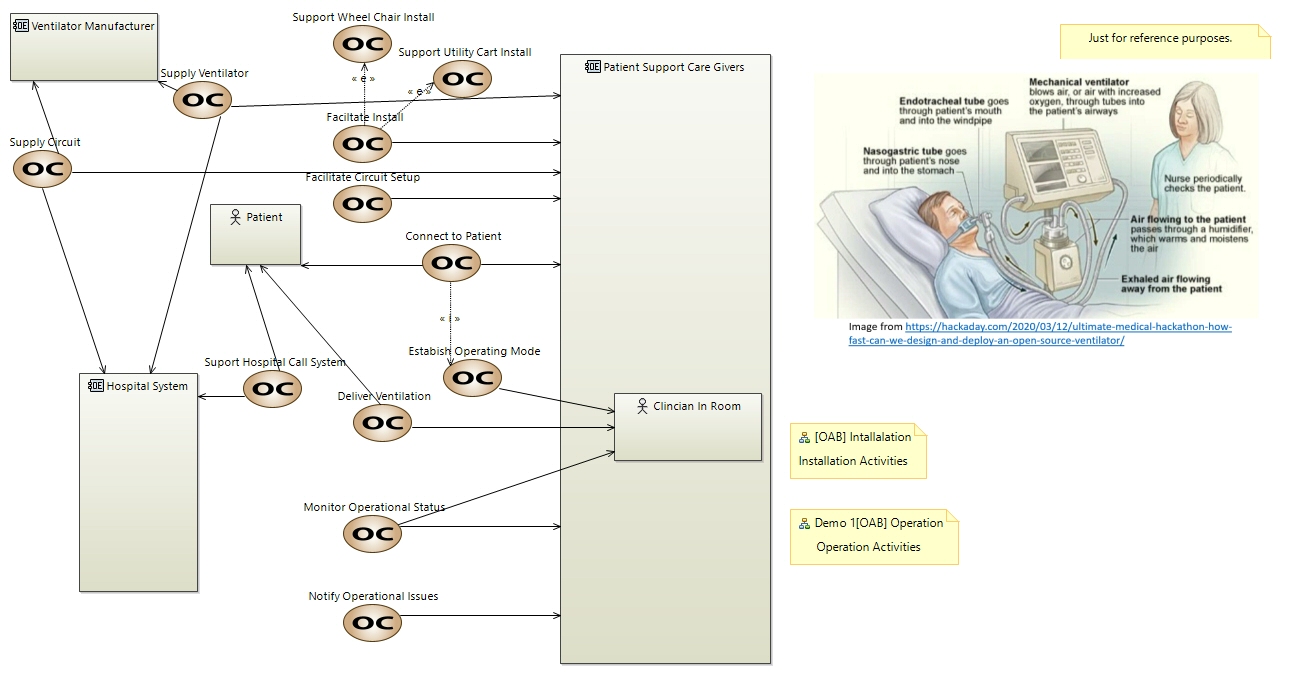 OE Ventilator Manufacturer
Support Wheel Chair Install
OC
Support Utility Cart Install
OC
« e »
« e »
Supply Ventilator
OC
Facilitate Install
OC
Supply Circuit
OC
Facilitate Circuit Setup
OC
Patient
Connect to Patient
OC
« i »
Estabish Operating Mode
OC
Suport Hospital Call System
OC
OE Hospital System
Deliver Ventilation
OC
Monitor Operational Status
OC
Notify Operational Issues
OC
OE Patient Support Care Givers
Clincian In Room
Just for reference purposes.
Mechanical ventilator
blows air, or air with increased
oxygen, through tubes into
the patient's airways
Endotracheal tube goes
through patient's mouth
and into the windpipe
Nasogastric tube goes
through patient's nose
and into the stomach
Nurse periodically
checks the patient.
Air flowing to the patient
passes through a humidifier,
which warms and moistens
the air
Exhaled air flowing
away from the patient
Image from https://hackaday.com/2020/03/12/ultimate-medical-hackathon-how-
fast-can-we-design-and-deploy-an-open-source-ventilator/
[OAB] Intallalation
Installation Activities
Demo 1[OAB] Operation
Operation Activities